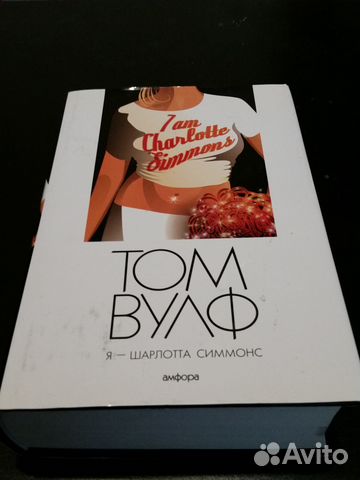 I am
Charlotte
Simmons
ТОМ
ВУЛФ
Я — ШАРЛОТТА СИММОНС
амфора
Avito